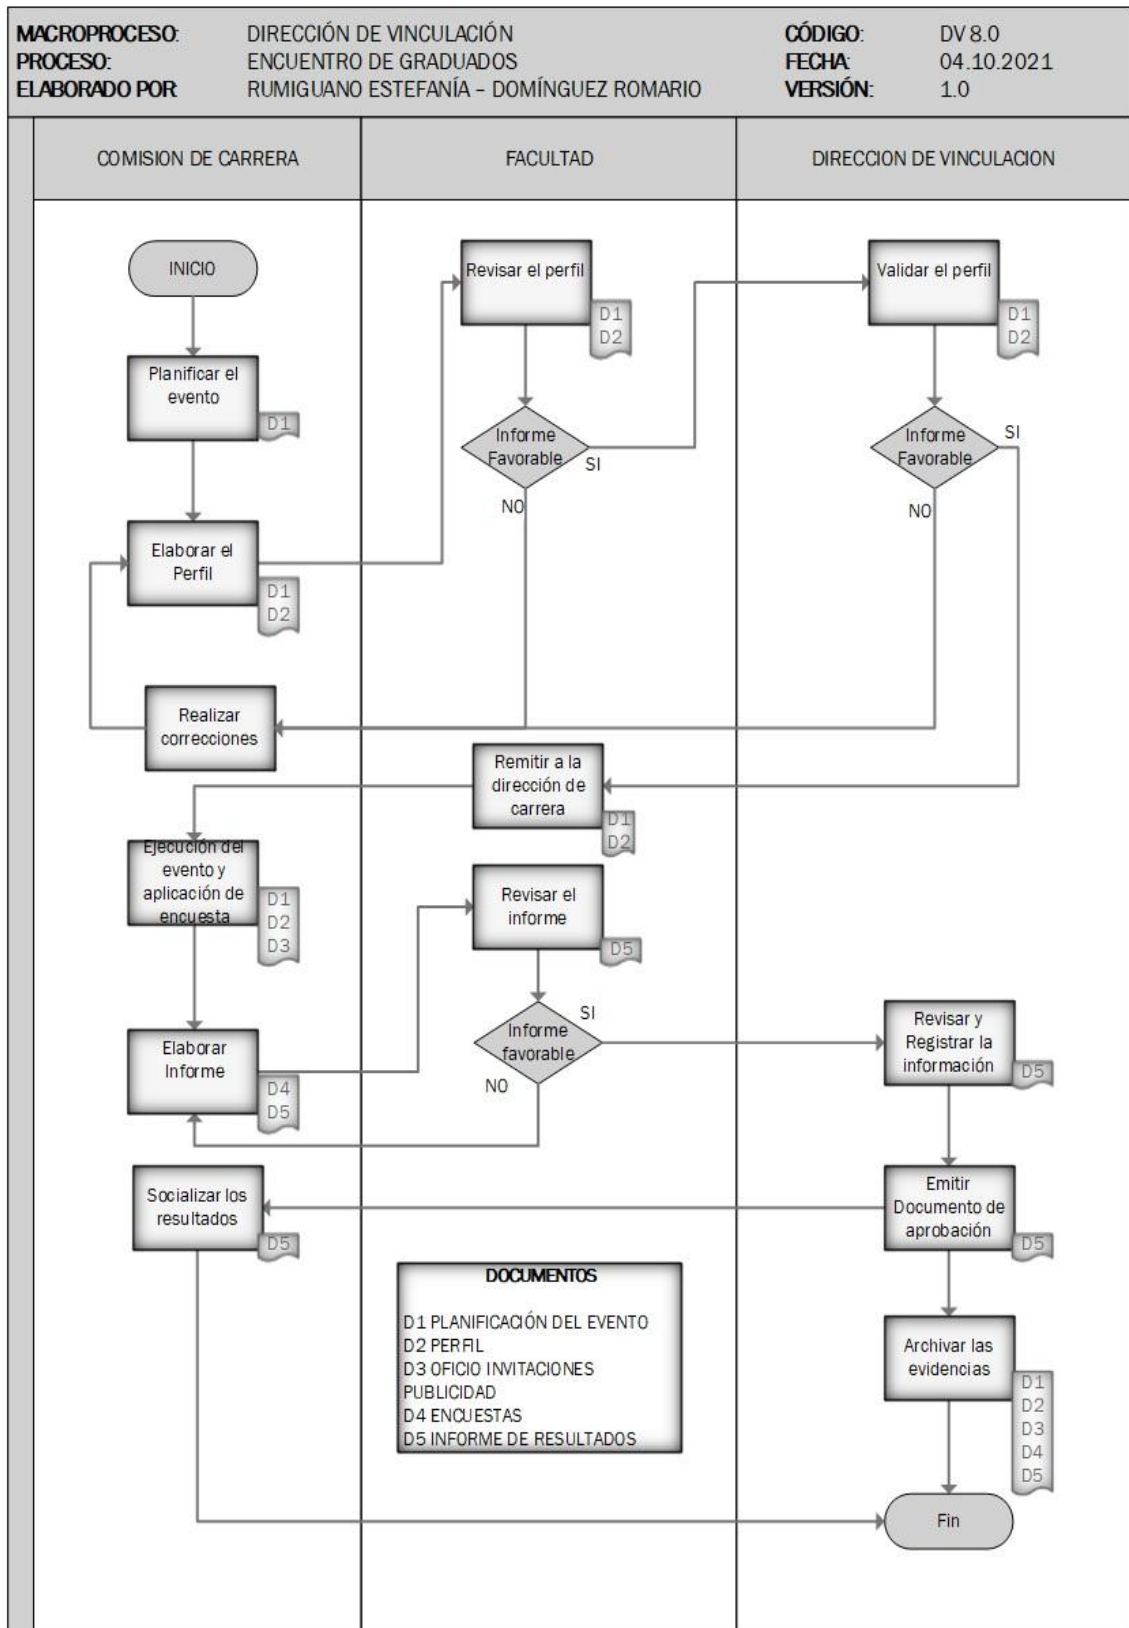 MACROPROCESO: DIRECCIÓN DE VINCULACIÓN CÓDIGO: DV 8.0
PROCESO: ENCUENTRO DE GRADUADOS FECHA: 04.10.2021
ELABORADO POR: RUMIGUANO ESTEFANÍA – DOMÍNGUEZ ROMARIO VERSIÓN: 1.0
COMISION DE CARRERA
FACULTAD
DIRECCION DE VINCULACION
INICIO
Revisar el perfil
D1
D2
Validar el perfil
D1
D2
Planificar el
evento
D1
Informe
Favorable
SI
NO
Informe
Favorable
SI
NO
Elaborar el
Perfil
D1
D2
Realizar
correcciones
Remitir a la
dirección de
carrera
D1
D2
Ejecución del
evento y
aplicación de
encuesta
D1
D2
D3
Revisar el
informe
D5
Elaborar
Informe
D4
D5
Informe
favorable
SI
NO
Revisar y
Registrar la
información
D5
Socializar los
resultados
D5
Emitir
Documento de
aprobación
D5
DOCUMENTOS
D1 PLANIFICACIÓN DEL EVENTO
D2 PERFIL
D3 OFICIO INVITACIONES
PUBLICIDAD
D4 ENCUESTAS
D5 INFORME DE RESULTADOS
Archivar las
evidencias
D1
D2
D3
D4
D5
Fin